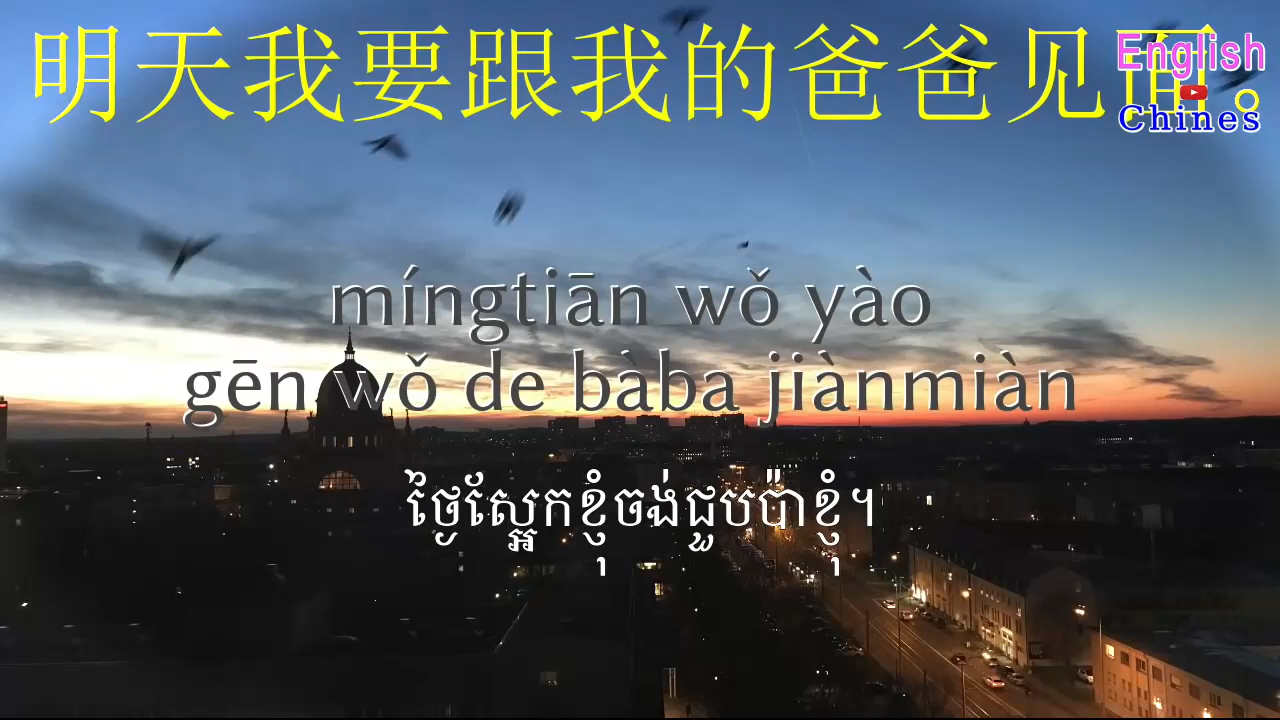 明天我要跟我的爸爸见面。
English
Chines
míngtiān wǒ yào
gēn wǒ de bàba jiànmiàn
ថ្ងៃស្អែកខ្ញុំចង់ជួបប៉ាខ្ញុំ។